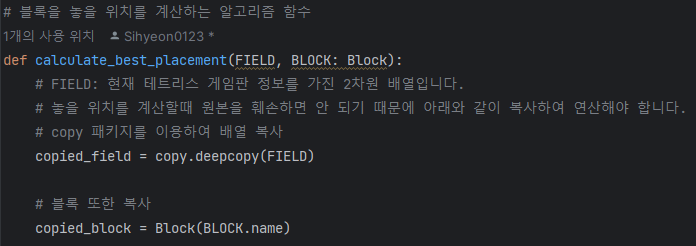 # 블록을 놓을 위치를 계산하는 알고리즘 함수
1개의 사용 위치 Sihyeon0123 *
def calculate_best_placement(FIELD, BLOCK: Block):
# FIELD: 현재 테트리스 게임판 정보를 가진 2차원 배열입니다.
# 놓을 위치를 계산할때 원본을 훼손하면 안 되기 때문에 아래와 같이 복사하여 연산해야 합니다.
# copy 패키지를 이용하여 배열 복사
copied_field = copy.deepcopy(FIELD)
# 블록 또한 복사
copied_block = Block(BLOCK.name)